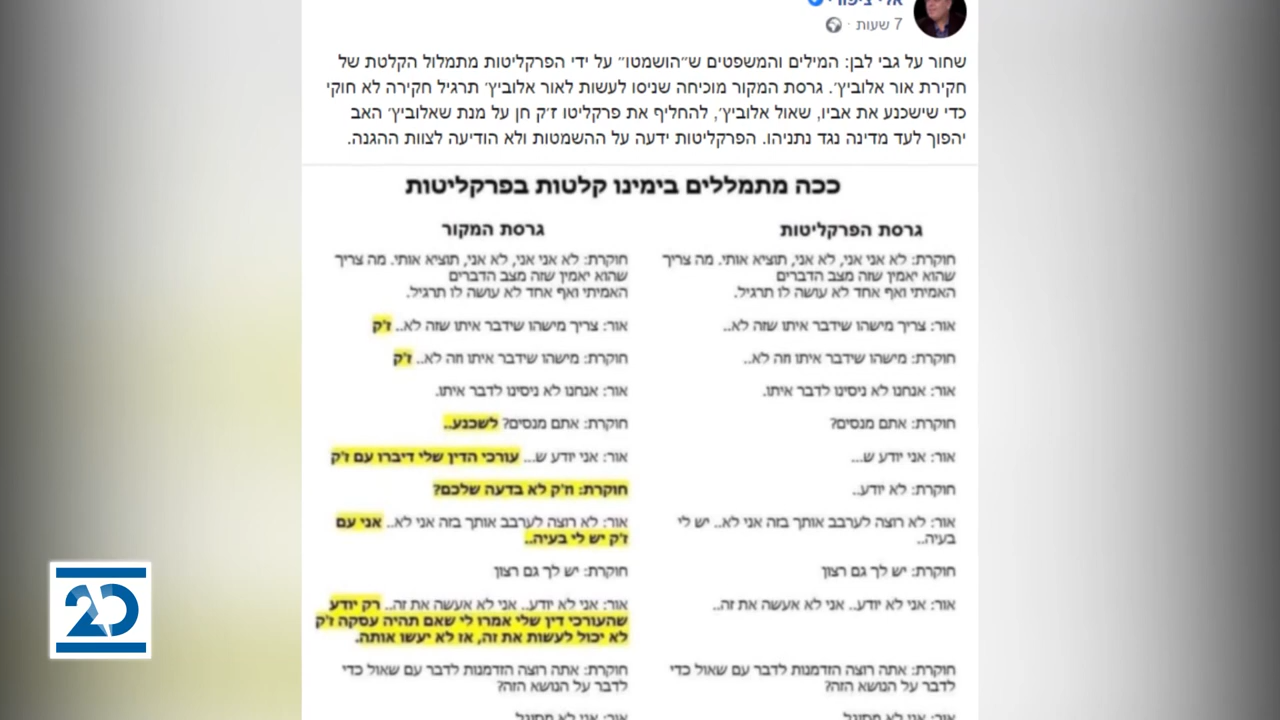 אלי ציפורי
7 שעות ·
שחור על גבי לבן: המילים והמשפטים ש״הושמטו״ על ידי הפרקליטות מתמלול הקלטת של
חקירת אור אלוביץ׳. גרסת המקור מוכיחה שניסו לעשות לאור אלוביץ׳ תרגיל חקירה לא חוקי
כדי שישכנע את אביו, שאול אלוביץ׳, להחליף את פרקליטו ז׳ק חן על מנת שאלוביץ׳ האב
יהפוך לעד מדינה נגד נתניהו. הפרקליטות ידעה על ההשמטות ולא הודיעה לצוות ההגנה.
ככה מתמללים בימינו קלטות בפרקליטות
גרסת הפרקליטות
חוקרת: לא אני אני, לא אני, תוציא אותי. מה צריך
שהוא יאמין שזה מצב הדברים
האמיתי ואף אחד לא עושה לו תרגיל.
אור: צריך מישהו שידבר איתו שזה לא..
חוקרת: מישהו שידבר איתו וזה לא..
אור: אנחנו לא ניסינו לדבר איתו.
חוקרת: אתם מנסים?
אור: אני יודע ש...
חוקרת: לא יודע..
אור: לא רוצה לערבב אותך בזה אני לא.. יש לי
בעיה..
חוקרת: יש לך גם רצון
אור: אני לא יודע.. אני לא אעשה את זה..
חוקרת: אתה רוצה הזדמנות לדבר עם שאול כדי
לדבר על הנושא הזה?
אור: אני לא מסוגל
גרסת המקור
חוקרת: לא אני אני, לא אני, תוציא אותי. מה צריך
שהוא יאמין שזה מצב הדברים
האמיתי ואף אחד לא עושה לו תרגיל.
אור: צריך מישהו שידבר איתו שזה לא.. ז'ק
חוקרת: מישהו שידבר איתו וזה לא.. ז'ק
אור: אנחנו לא ניסינו לדבר איתו.
חוקרת: אתם מנסים? לשכנע..
אור: אני יודע ש... עורכי הדין שלי דיברו עם ז'ק
חוקרת: וז'ק לא בדעה שלכם?
אור: לא רוצה לערבב אותך בזה אני לא.. אני עם
ז'ק יש לי בעיה..
חוקרת: יש לך גם רצון
אור: אני לא יודע.. אני לא אעשה את זה.. רק יודע
שהעורכי דין שלי אמרו לי שאם תהיה עסקה ז'ק
לא יכול לעשות את זה, אז לא יעשו אותה.
חוקרת: אתה רוצה הזדמנות לדבר עם שאול כדי
לדבר על הנושא הזה?
אור: אני לא מסוגל
20